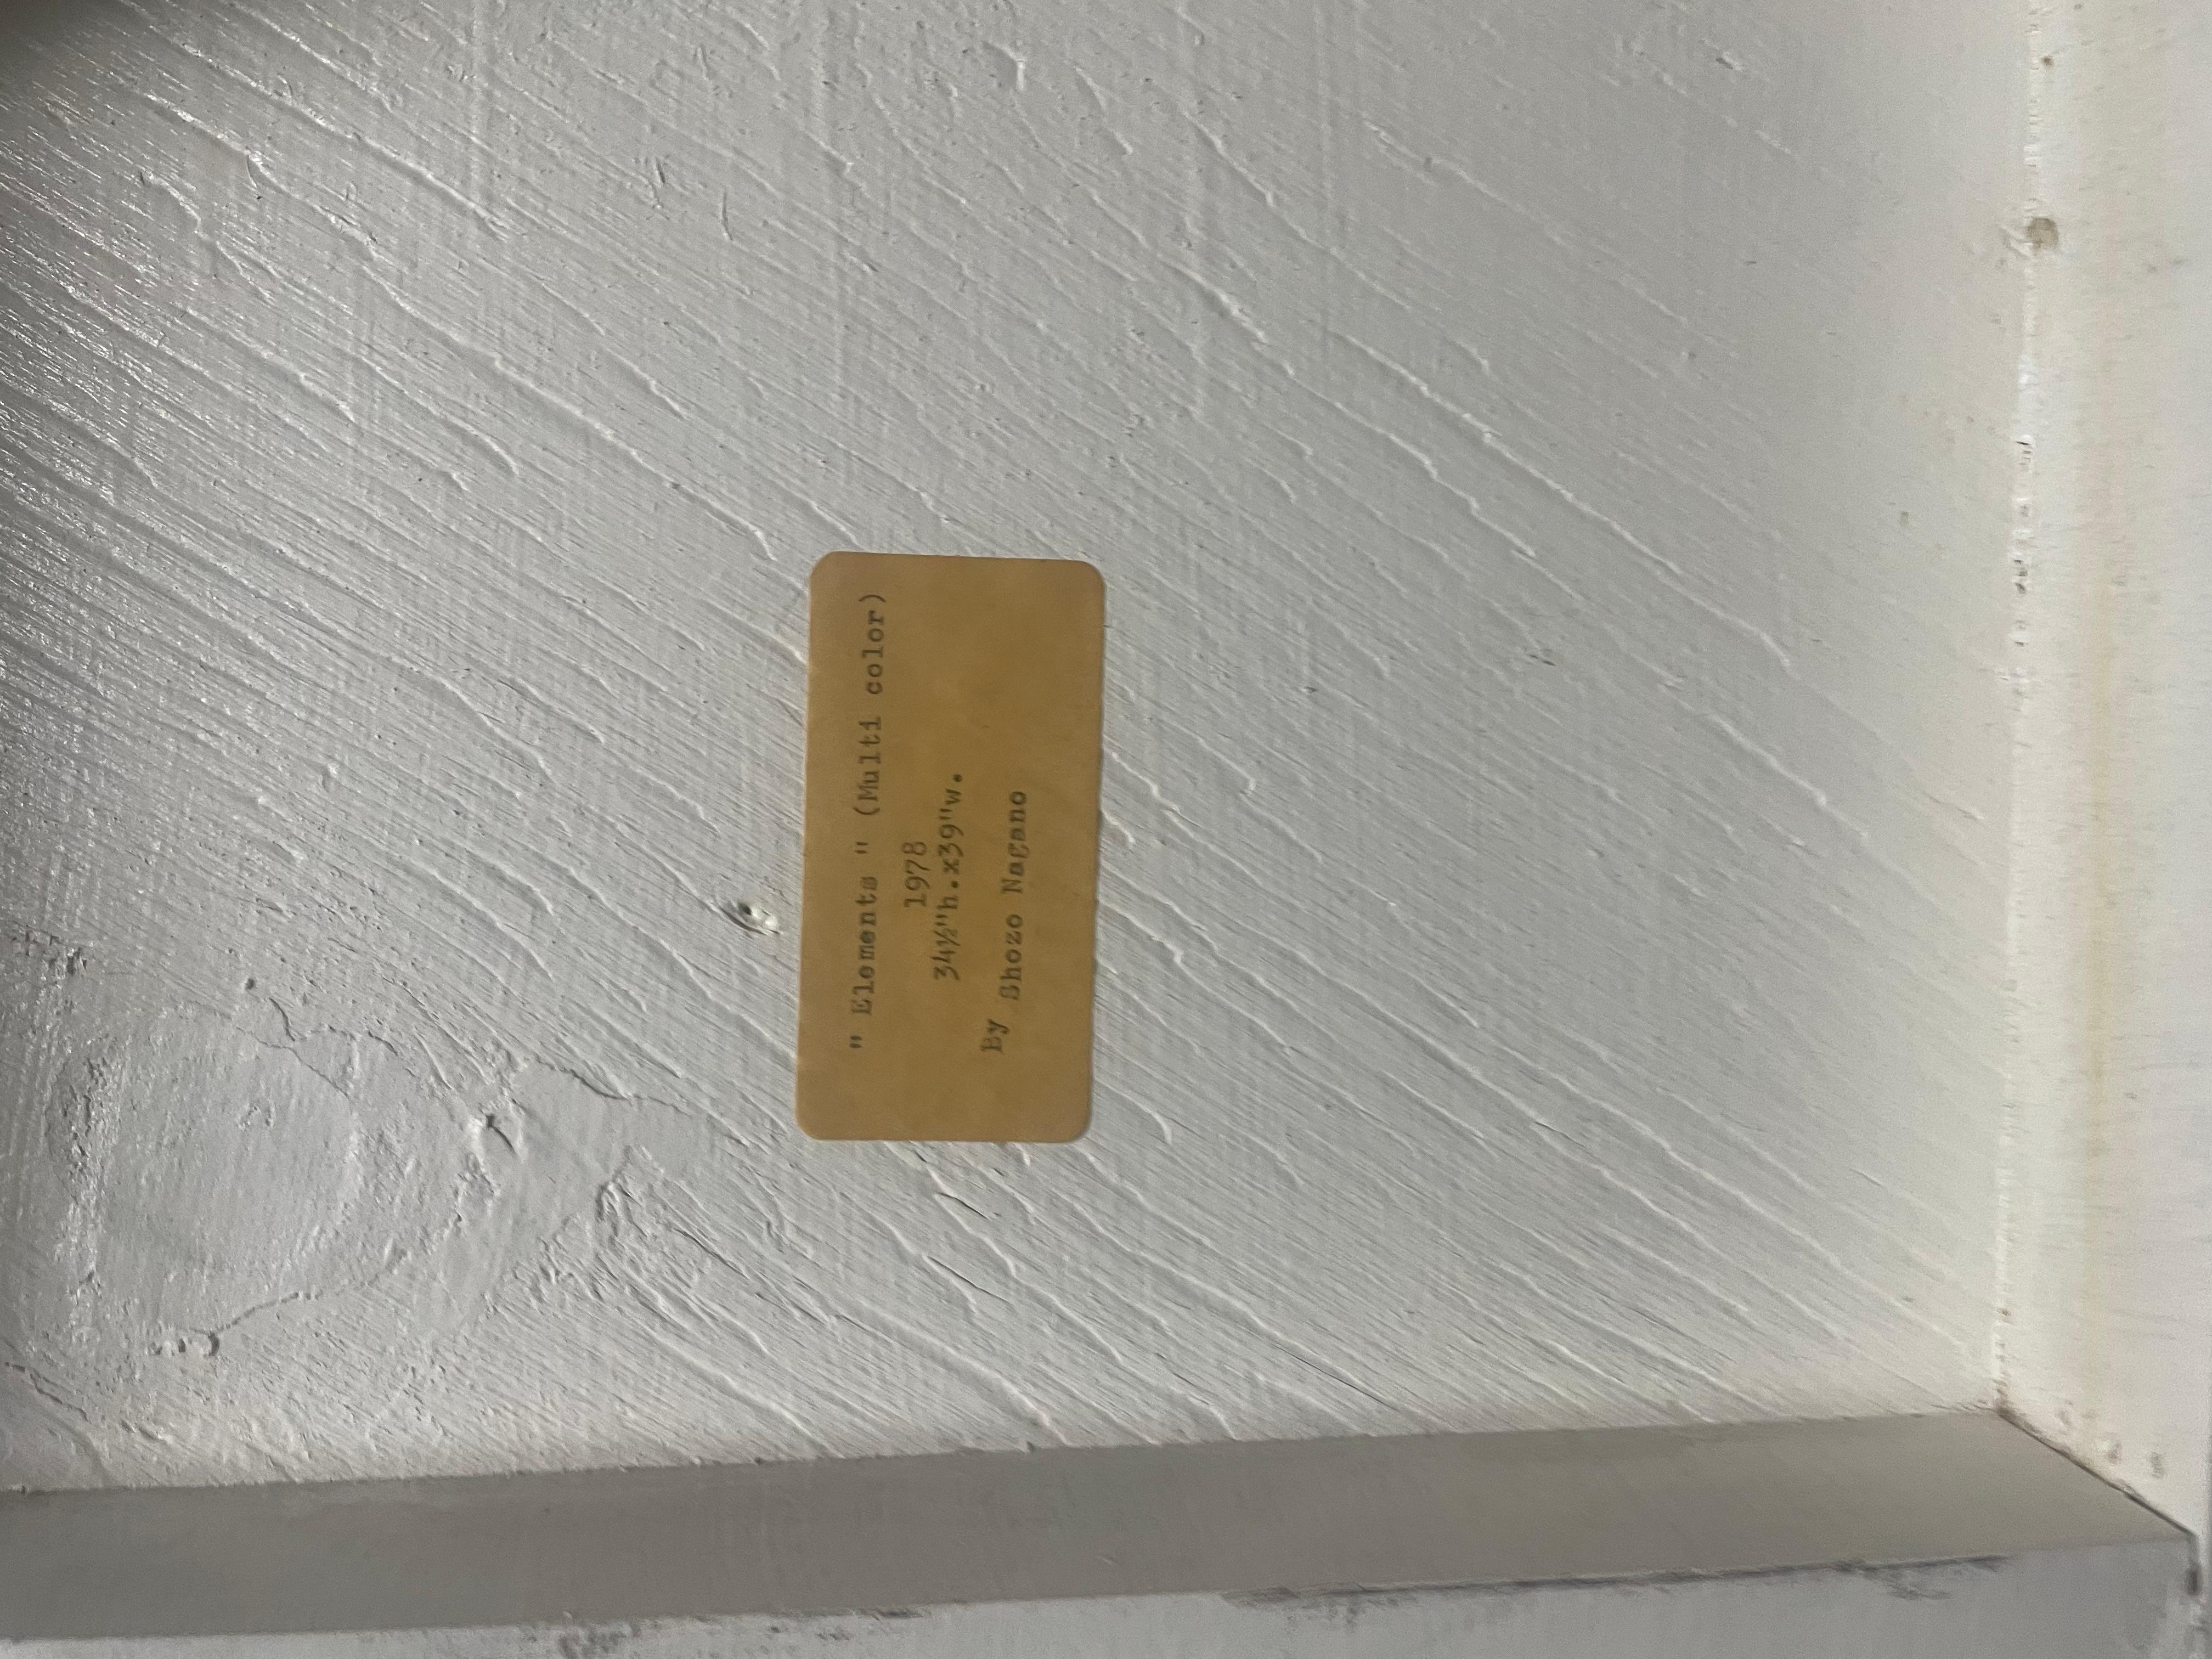 " Elements " (Multi color)
1978
34½"h.x39"w.
By Shozo Nagano